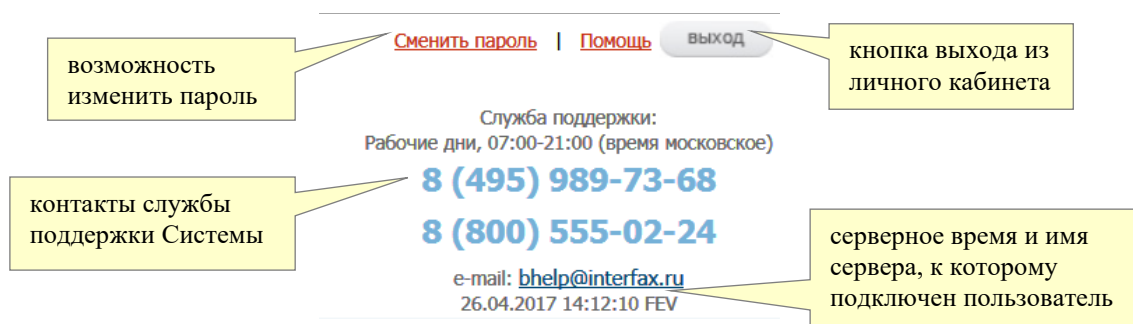 Сменить пароль | Помощь выход
возможность
изменить пароль
кнопка выхода из
личного кабинета
Служба поддержки:
Рабочие дни, 07:00-21:00 (время московское)
8 (495) 989-73-68
8 (800) 555-02-24
контакты службы
поддержки Системы
e-mail: bhelp@interfax.ru
26.04.2017 14:12:10 FEV
серверное время и имя
сервера, к которому
подключен пользователь